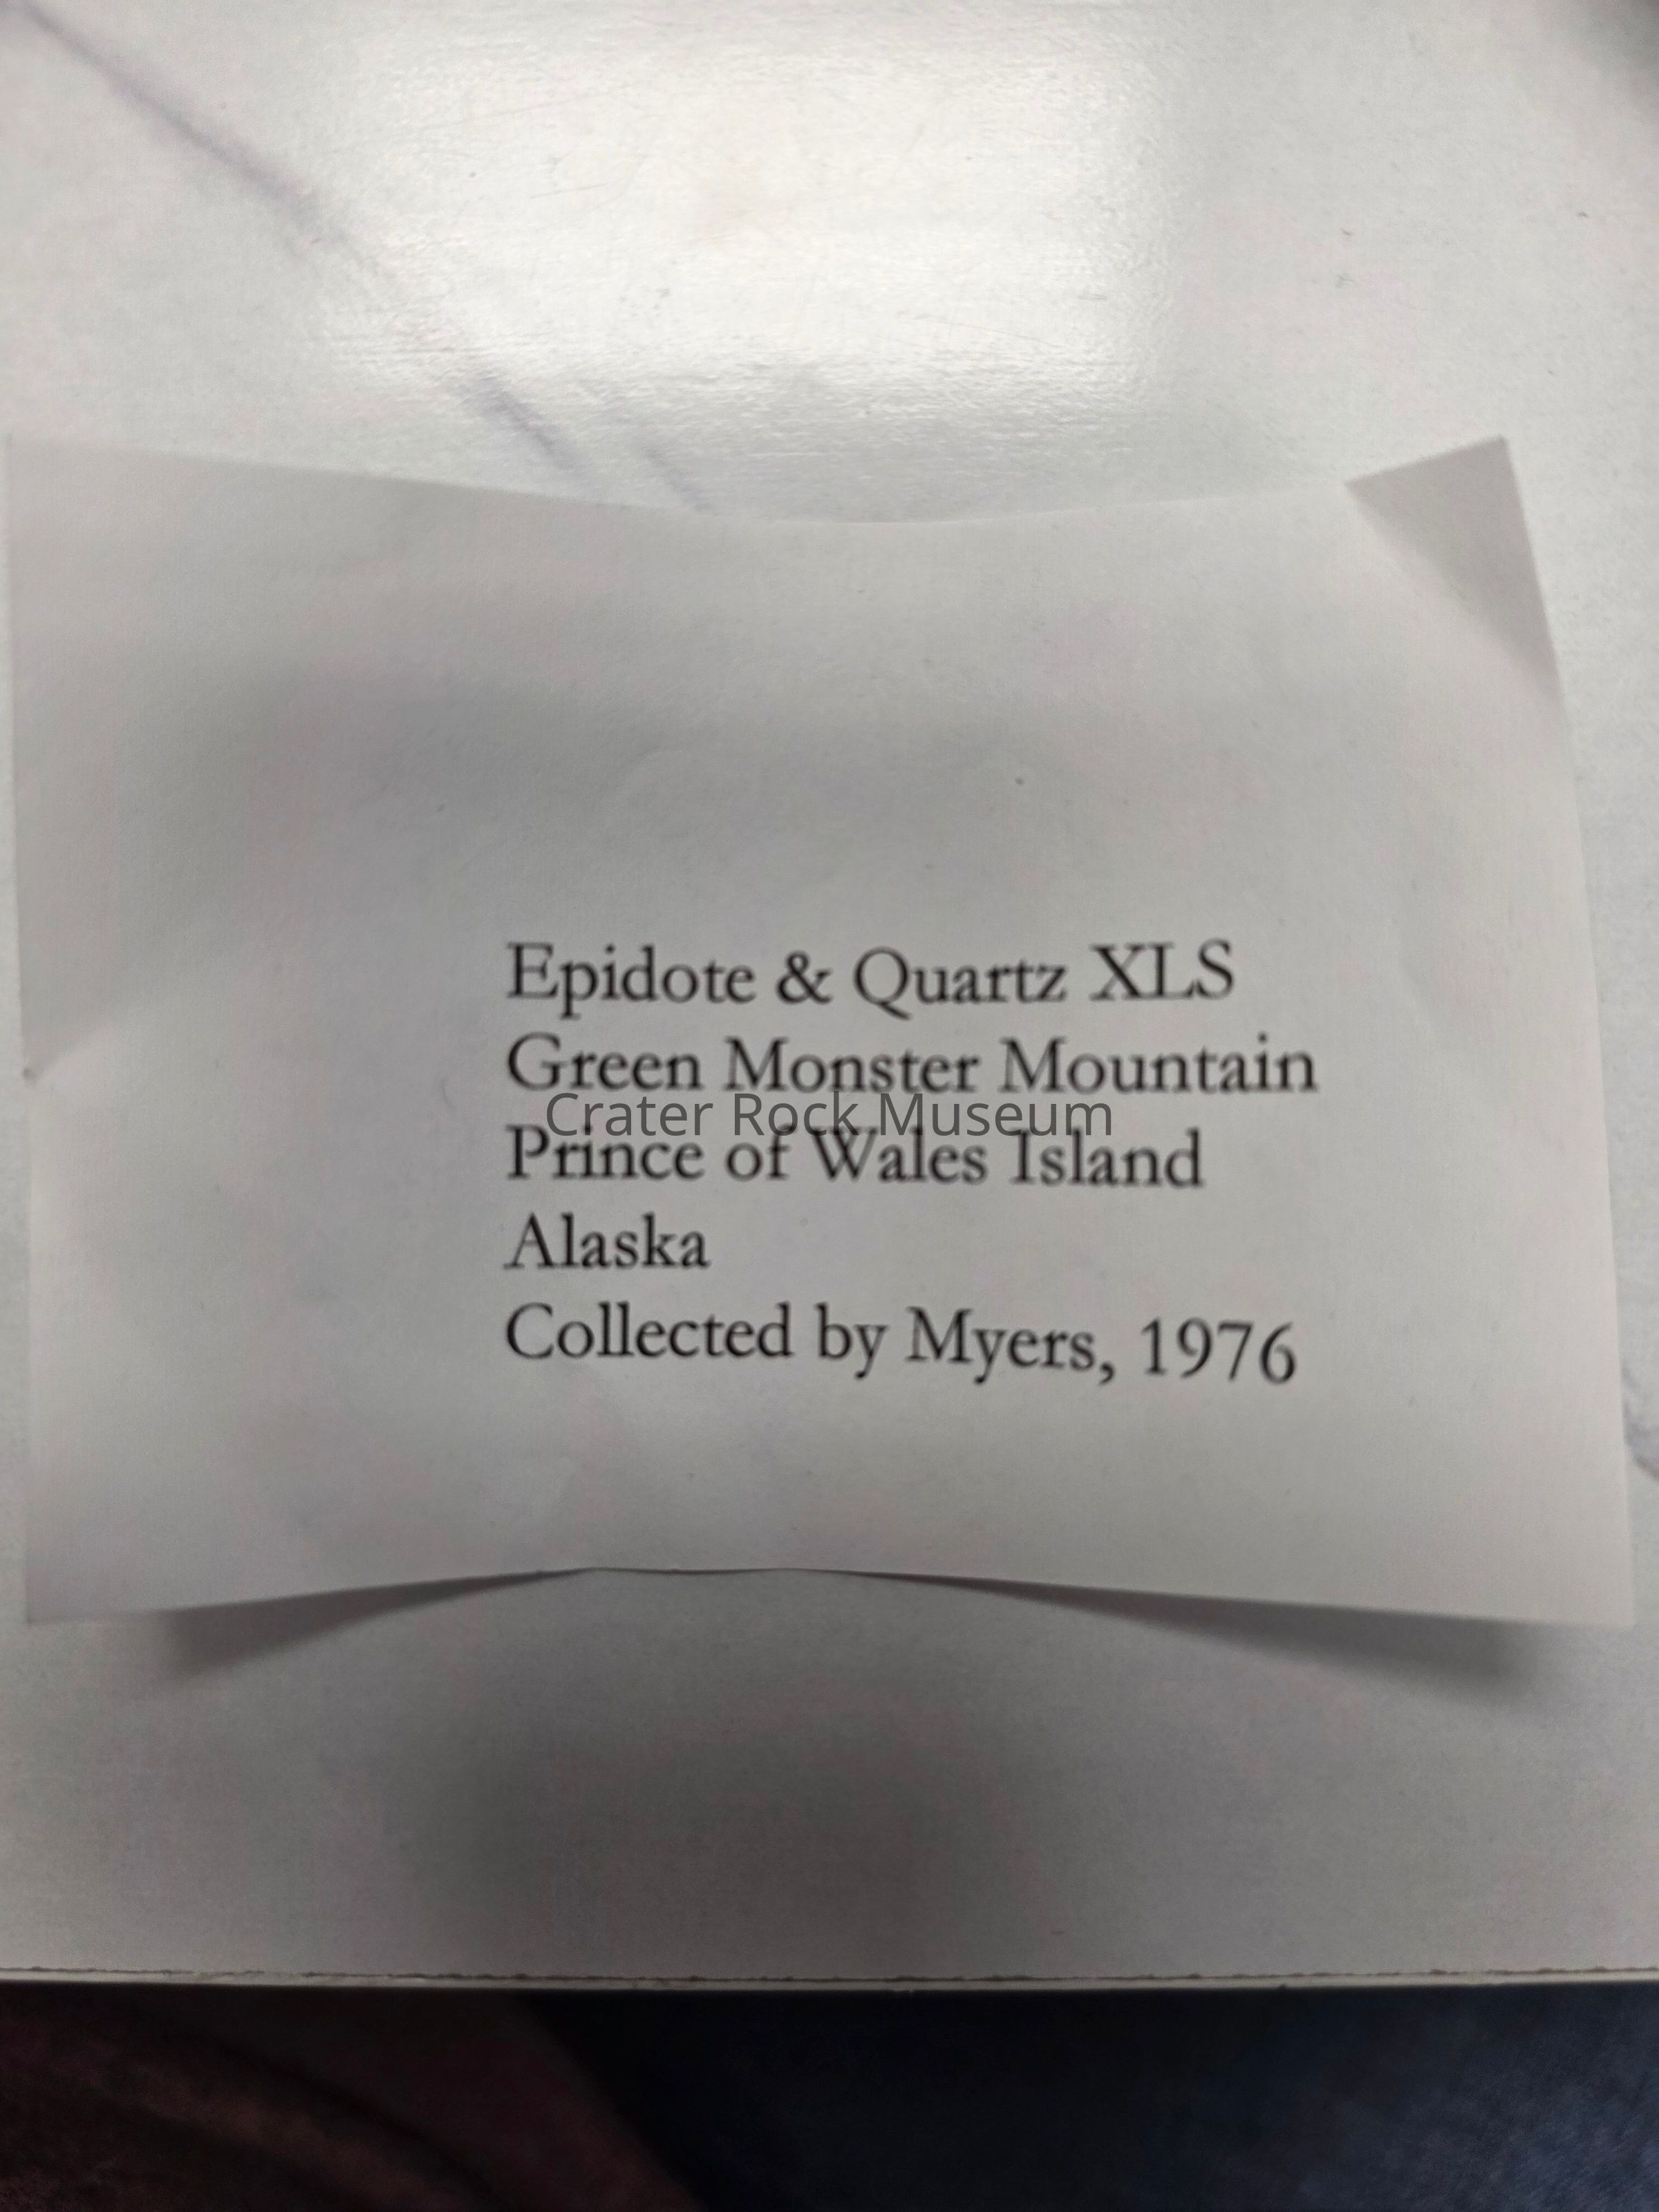 Epidote & Quartz XLS
Green Monster Mountain
Crater Rock Museum
Prince of Wales Island
Alaska
Collected by Myers, 1976